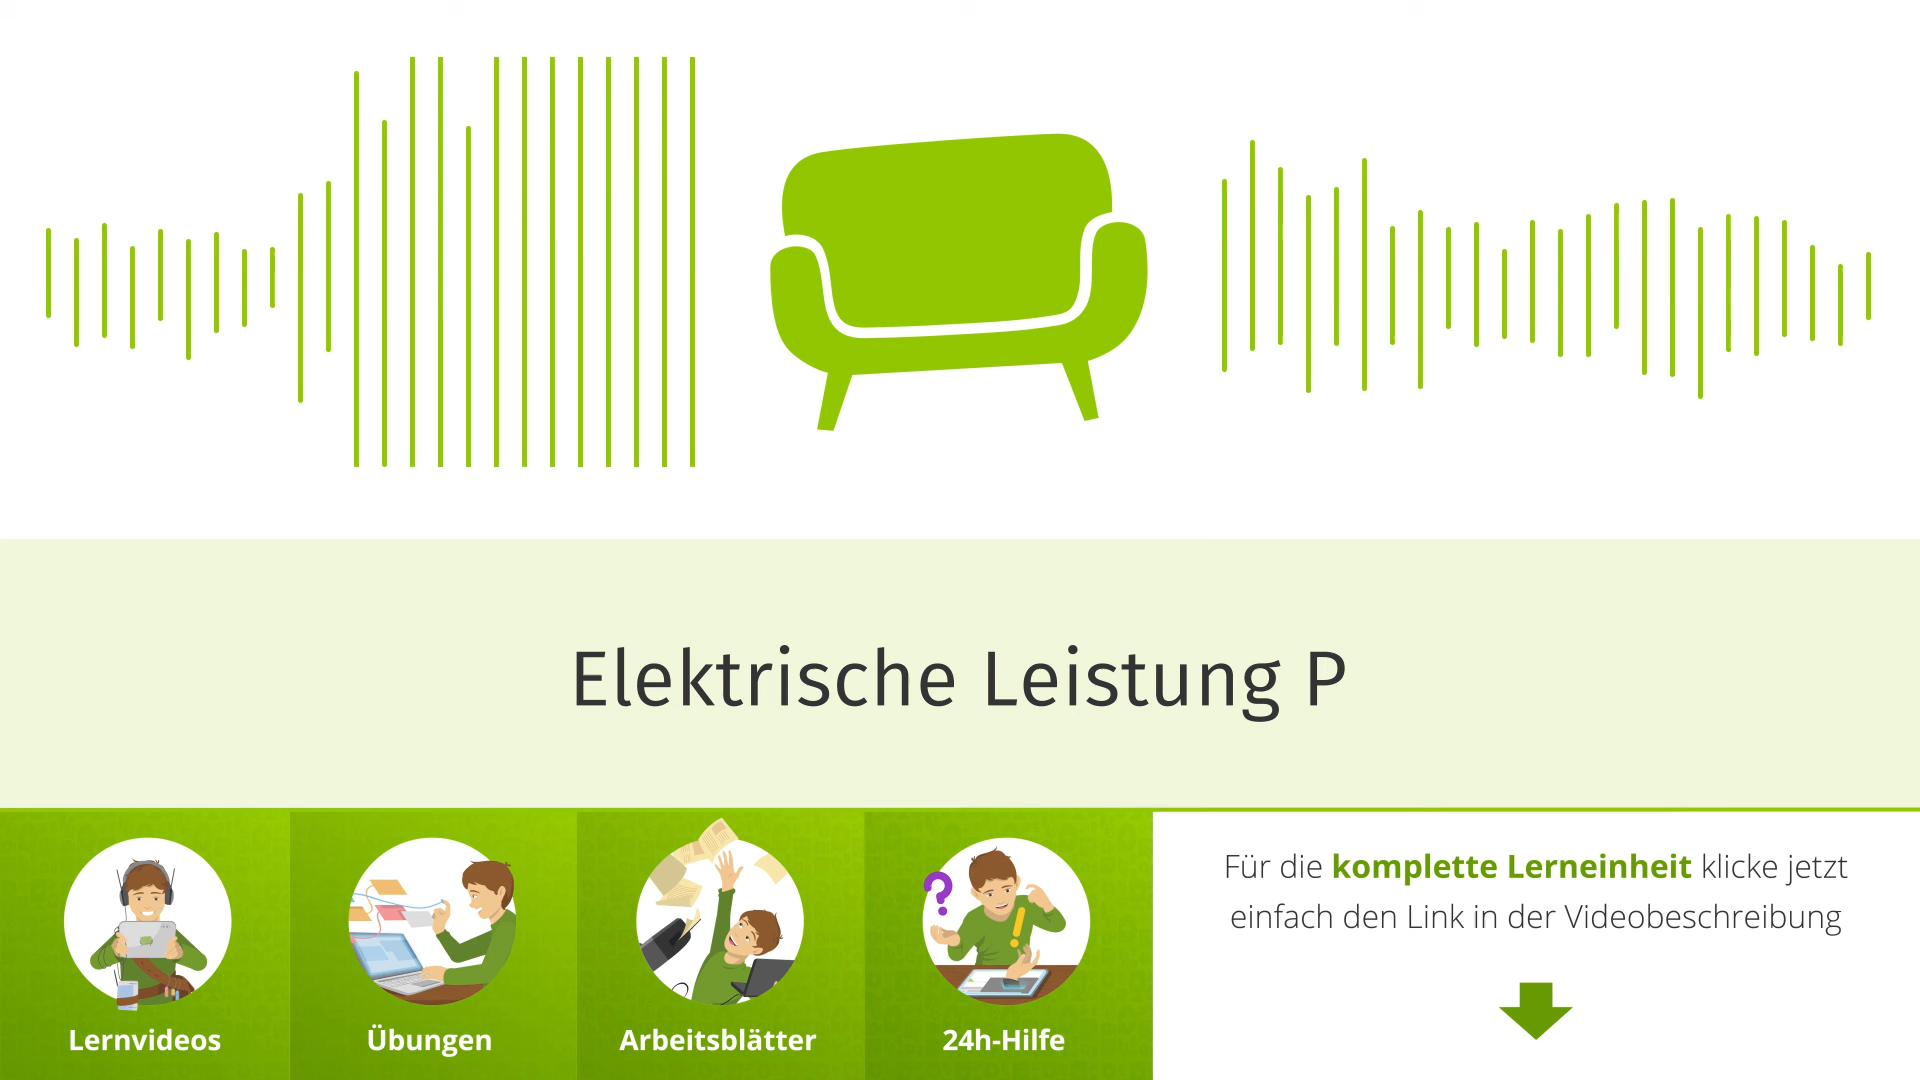 Elektrische Leistung P
Lernvideos
Übungen
Arbeitsblätter
24h-Hilfe
Für die komplette Lerneinheit klicke jetzt
einfach den Link in der Videobeschreibung